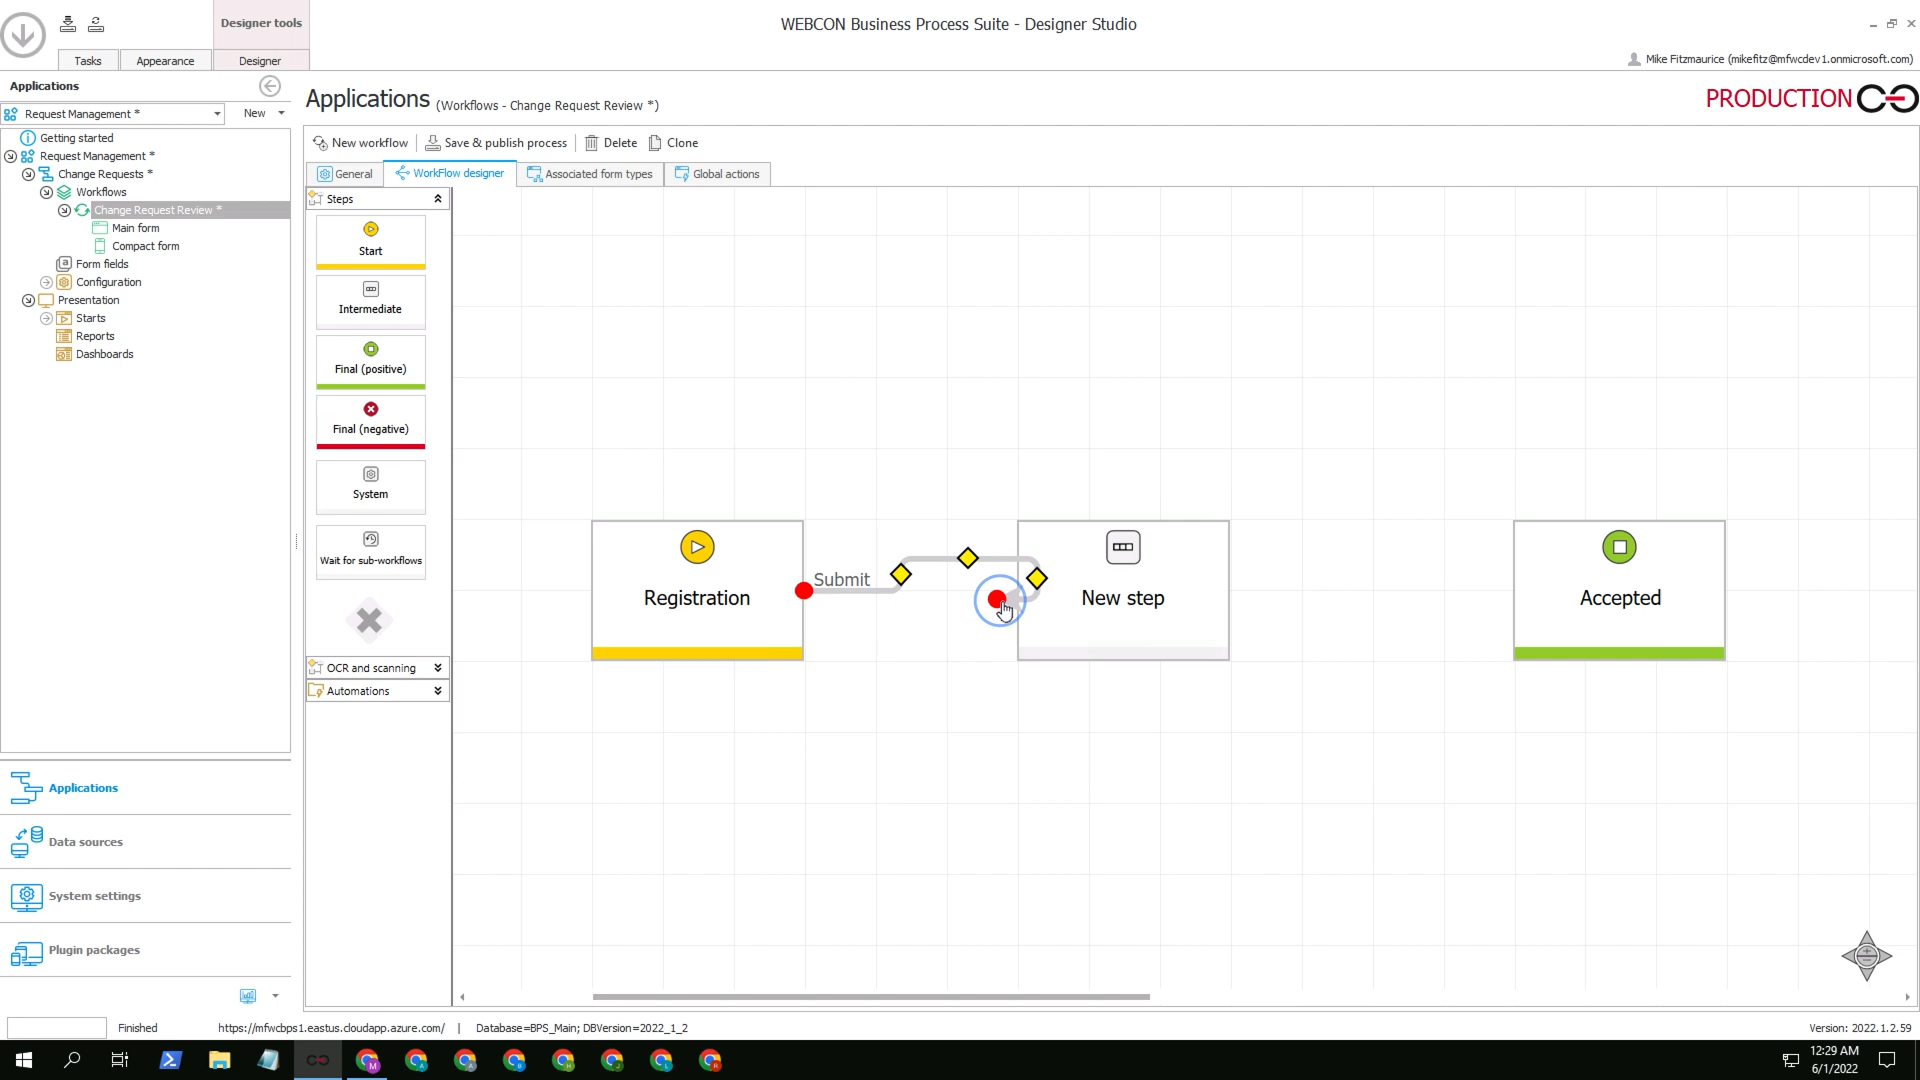 Designer tools
WEBCON Business Process Suite - Designer Studio
Tasks
Appearance
Designer
Mike Fitzmaurice (mikefitz@mfwcdev1.onmicrosoft.com)
Applications
Request Management *
New
Getting started
Request Management *
Change Requests *
Workflows
Change Request Review *
Main form
Compact form
Form fields
Configuration
Presentation
Starts
Reports
Dashboards
Applications
Data sources
System settings
Plugin packages
Applications (Workflows - Change Request Review *)
PRODUCTION
New workflow
Save & publish process
Delete
Clone
General
WorkFlow designer
Associated form types
Global actions
Steps
Start
Intermediate
Final (positive)
Final (negative)
System
Wait for sub-workflows
OCR and scanning
Automations
Registration
Submit
New step
Accepted
Finished
https://mfwcbps1.eastus.cloudapp.azure.com/ | Database=BPS_Main; DBVersion=2022_1_2
Version: 2022.1.2.59
12:29 AM
6/1/2022